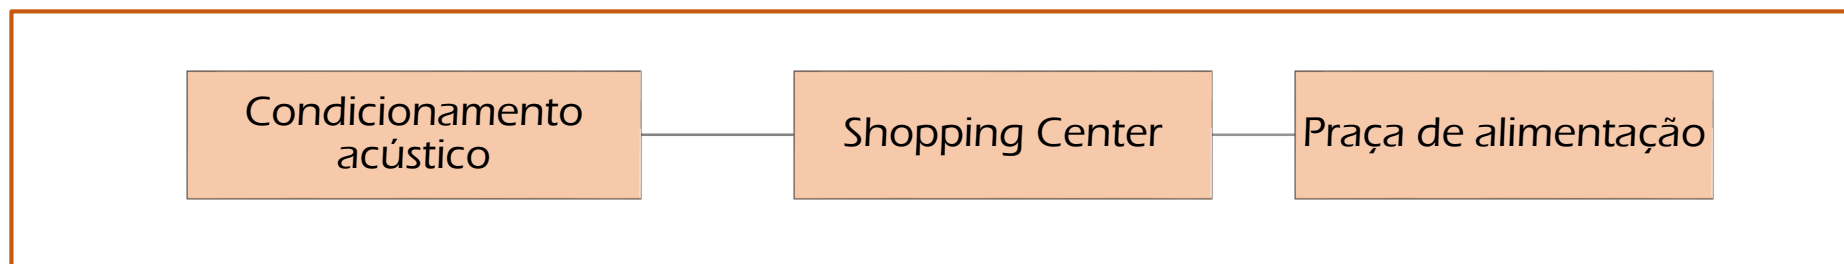 Condicionamento
acústico
Shopping Center
Praça de alimentação